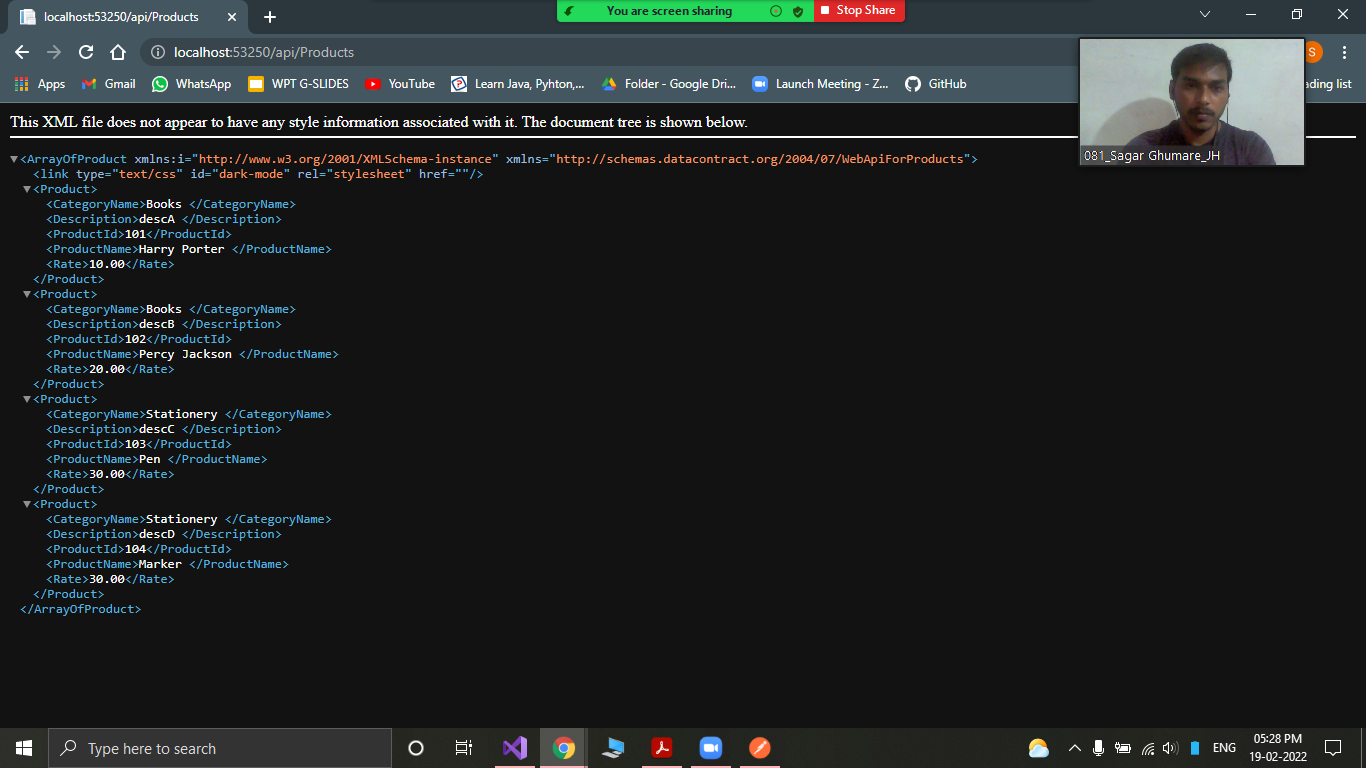 localhost:53250/api/Products
You are screen sharing
Stop Share
localhost:53250/api/Products
S
Apps
Gmail
WhatsApp
WPT G-SLIDES
YouTube
Learn Java, Pyhton,...
Folder - Google Dri...
Launch Meeting - Z...
GitHub
ading list
081_Sagar Ghumare_JH
This XML file does not appear to have any style information associated with it. The document tree is shown below.
<ArrayOfProduct xmlns:i="http://www.w3.org/2001/XMLSchema-instance" xmlns="http://schemas.datacontract.org/2004/07/WebApiForProducts">
<link type="text/css" id="dark-mode" rel="stylesheet" href=""/>
<Product>
<CategoryName>Books </CategoryName>
<Description>descA </Description>
<ProductId>101</ProductId>
<ProductName>Harry Porter </ProductName>
<Rate>10.00</Rate>
</Product>
<Product>
<CategoryName>Books </CategoryName>
<Description>descB </Description>
<ProductId>102</ProductId>
<ProductName>Percy Jackson </ProductName>
<Rate>20.00</Rate>
</Product>
<Product>
<CategoryName>Stationery </CategoryName>
<Description>descC </Description>
<ProductId>103</ProductId>
<ProductName>Pen </ProductName>
<Rate>30.00</Rate>
</Product>
<Product>
<CategoryName>Stationery </CategoryName>
<Description>descD </Description>
<ProductId>104</ProductId>
<ProductName>Marker </ProductName>
<Rate>30.00</Rate>
</Product>
</ArrayOfProduct>
Type here to search
ENG
05:28 PM
19-02-2022